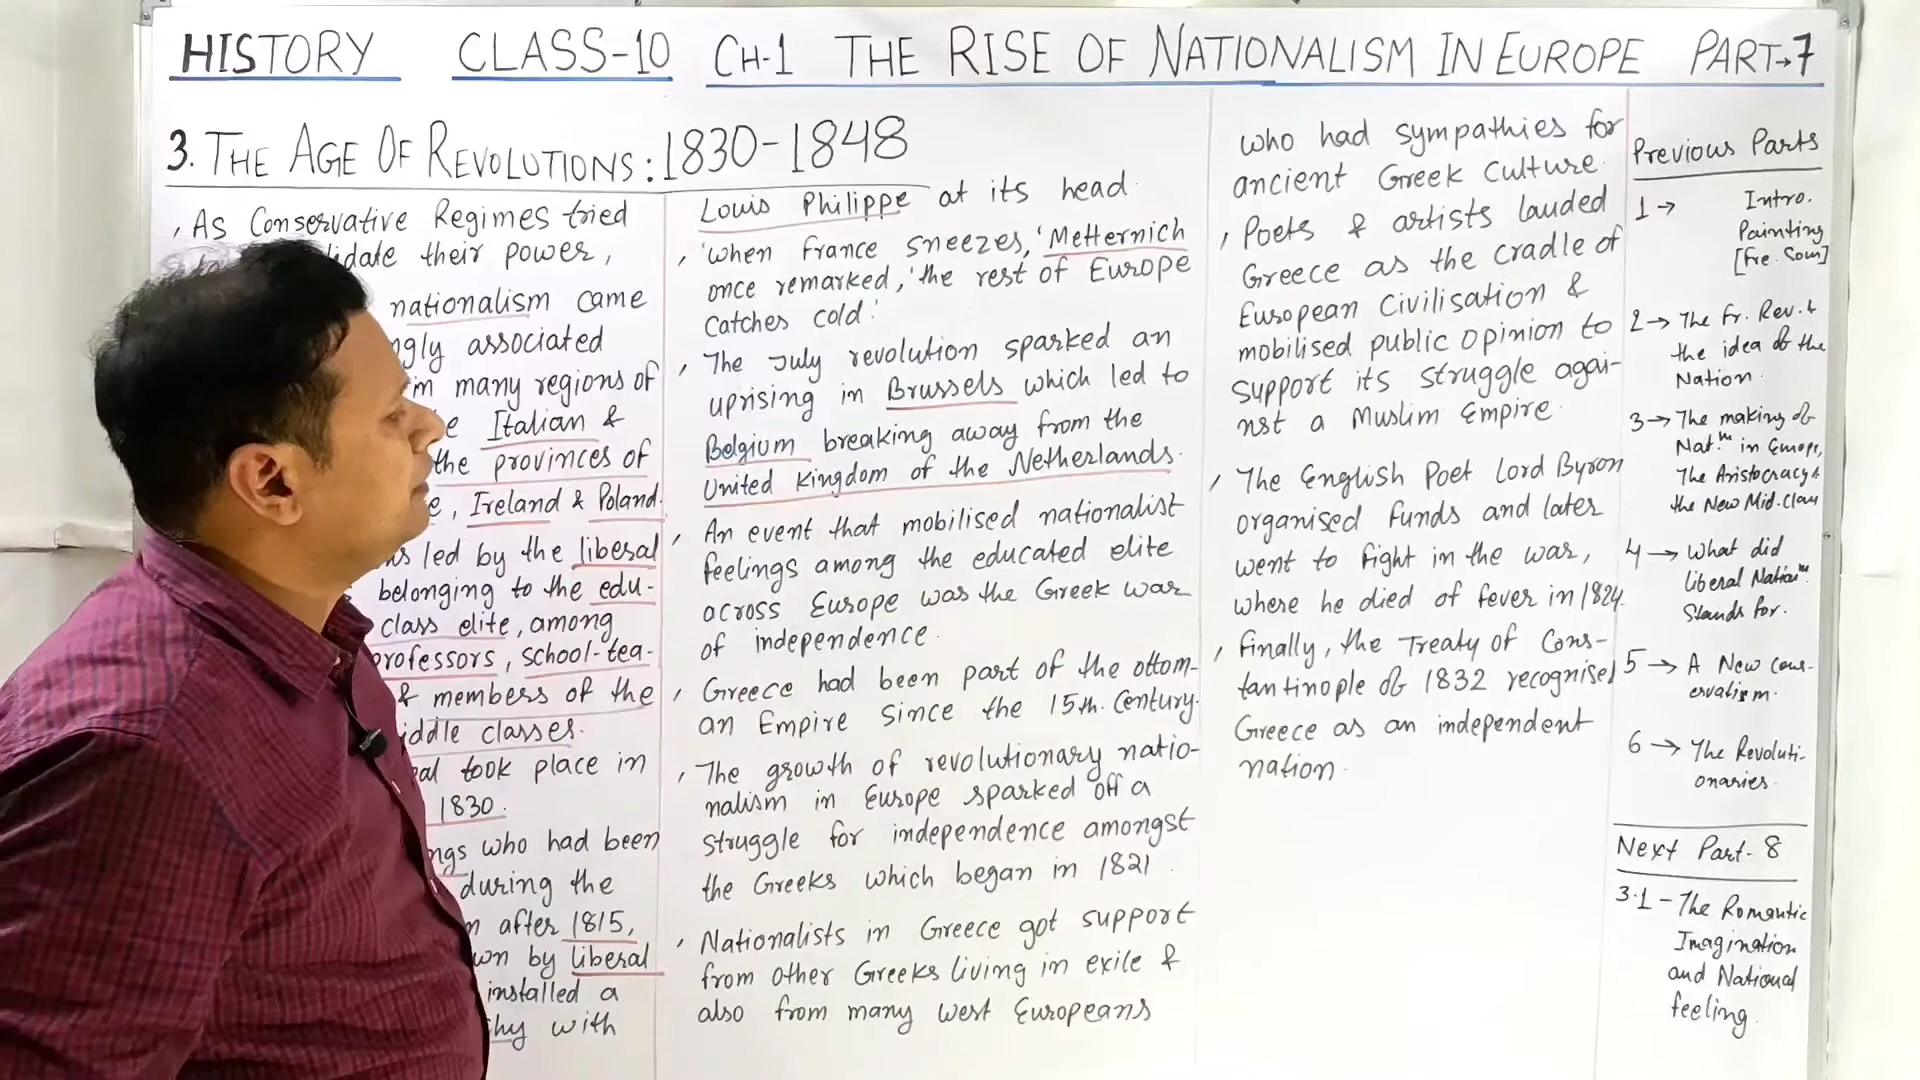 HISTORY CLASS-10 CH-1 THE RISE OF NATIONALISM IN EUROPE PART→7
3. THE AGE OF REVOLUTIONS: 1830-1848
, As Conservative Regimes tried
idate their power,
nationalism came
ngly associated
in many regions of
e Italian &
the provinces of
e, Ireland & Poland.
led by the liberal
belonging to the edu-
class elite, among
rofessors, school-tea-
& members of the
iddle classes.
took place in
1830.
ngs who had been
during the
after 1815,
wn by liberal
installed a
hy with
Louis Philippe at its head.
, 'When France sneezes,' Metternich
once remarked, 'the rest of Europe
Catches cold.'
, The July revolution sparked an
uprising in Brussels which led to
Belgium breaking away from the
United Kingdom of the Netherlands.
, An event that mobilised nationalist
feelings among the educated elite
across Europe was the Greek war
of independence.
, Greece had been part of the ottom-
an Empire since the 15th. Century.
, The growth of revolutionary natio-
nalism in Europe sparked off a
struggle for independence amongst
the Greeks which began in 1821.
, Nationalists in Greece got support
from other Greeks living in exile &
also from many west Europeans
who had sympathies for
ancient Greek Culture.
, Poets & artists lauded
Greece as the cradle of
European Civilisation &
mobilised public opinion to
support its struggle agai-
nst a Muslim Empire.
, The English Poet Lord Byron
organised funds and later
went to fight in the war,
where he died of fever in 1824.
, Finally, the Treaty of Cons-
tantinople of 1832 recognised
Greece as an independent
nation.
Previous Parts
1→ Intro.
Painting
[Fre. Sorr]
2→ The Fr. Rev. &
the idea of the
Nation.
3→ The making of
Nat.m in Europe,
The Aristocracy &
the New Mid. Class
4→ What did
liberal Nation.m
Stands for.
5→ A New cons-
ervatism.
6→ The Revoluti-
onaries.
Next Part-8
3.1 - The Romantic
Imagination
and National
feeling.